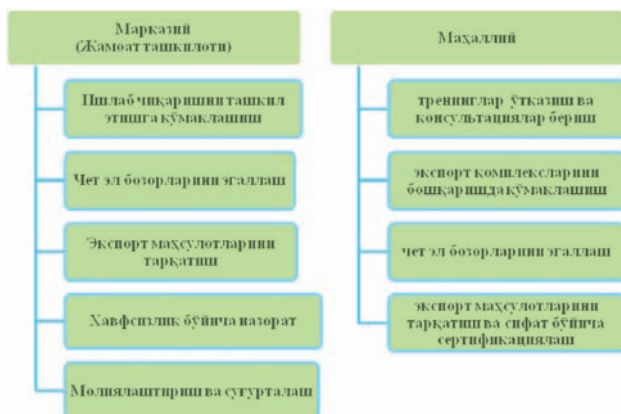 Марказий
(Жамоат ташкилоти)
Ишлаб чиқаришни ташкил
этишга кўмаклашиш
Чет эл бозорларини эгаллаш
Экспорт маҳсулотларини
тарқатиш
Хавфсизлик бўйича назорат
Молиялаштириш ва суғурталаш
Маҳаллий
тренинглар ўтказиш ва
консультациялар бериш
экспорт комплексларини
бошқаришда кўмаклашиш
чет эл бозорларини эгаллаш
экспорт маҳсулотларини
тарқатиш ва сифат бўйича
сертификациялаш